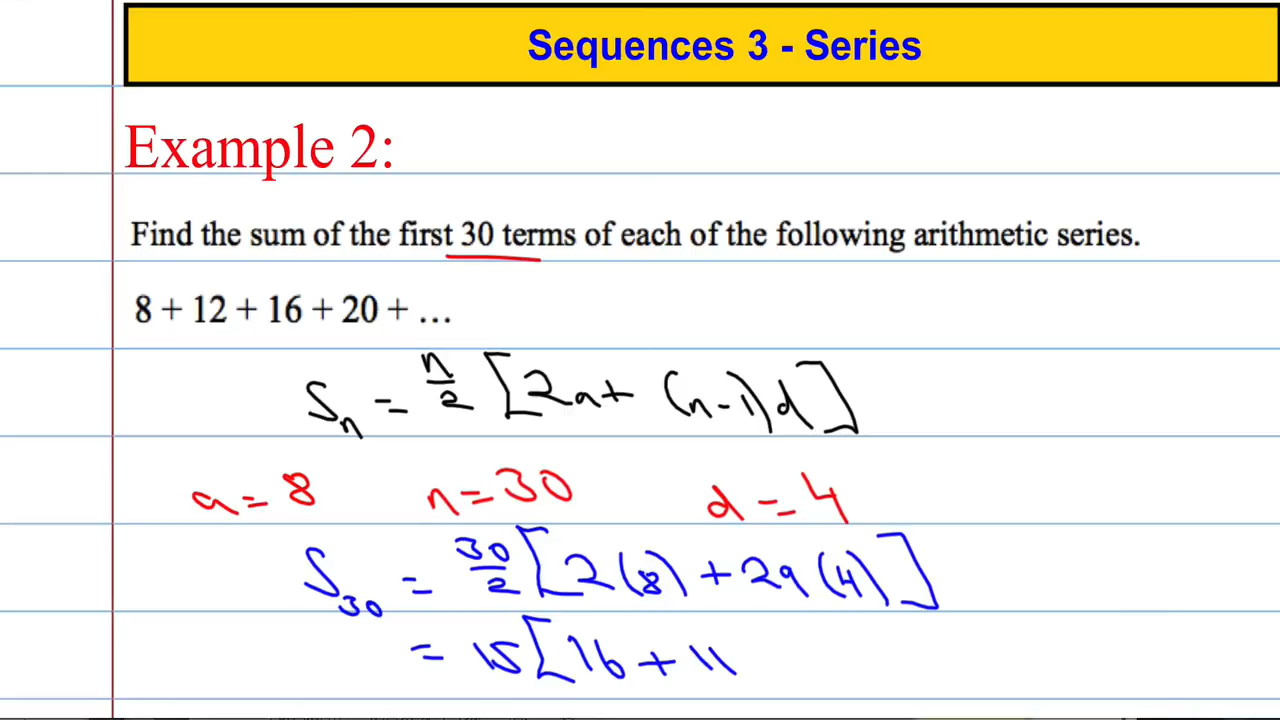 Sequences 3 - Series
Example 2:
Find the sum of the first 30 terms of each of the following arithmetic series.
8 + 12 + 16 + 20 + …
Sₙ = n/2 [2a + (n-1)d]
a = 8 n = 30 d = 4
S₃₀ = 30/2 [2(8) + 29(4)]
= 15 [16 + 11